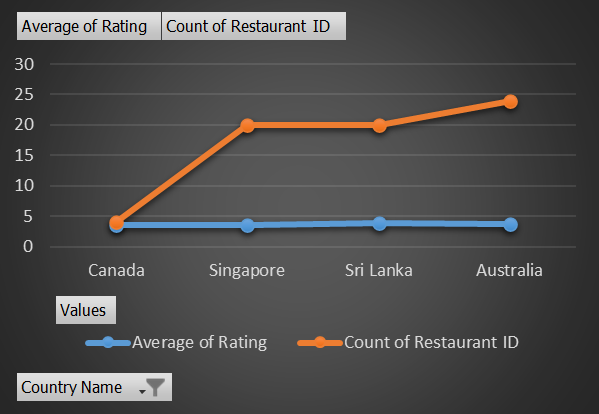 Average of Rating Count of Restaurant ID
30
25
20
15
10
5
0
Canada Singapore Sri Lanka Australia
Values
Average of Rating Count of Restaurant ID
Country Name